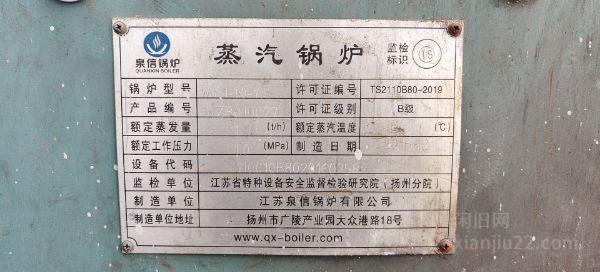 泉信锅炉
QUANXIN BOILER
蒸汽锅炉
监检
标识
TS
锅炉型号
许可证编号 TS2110B80-2019
产品编号
许可证级别 B级
额定蒸发量 (t/h) 额定蒸汽温度 (℃)
额定工作压力 (MPa) 制造日期
设备代码
监检单位 江苏省特种设备安全监督检验研究院(扬州分院)
制造单位 江苏泉信锅炉有限公司
制造单位地址 扬州市广陵产业园大众港路18号
www.qx-boiler.com
闲旧网
xianjiu22.com